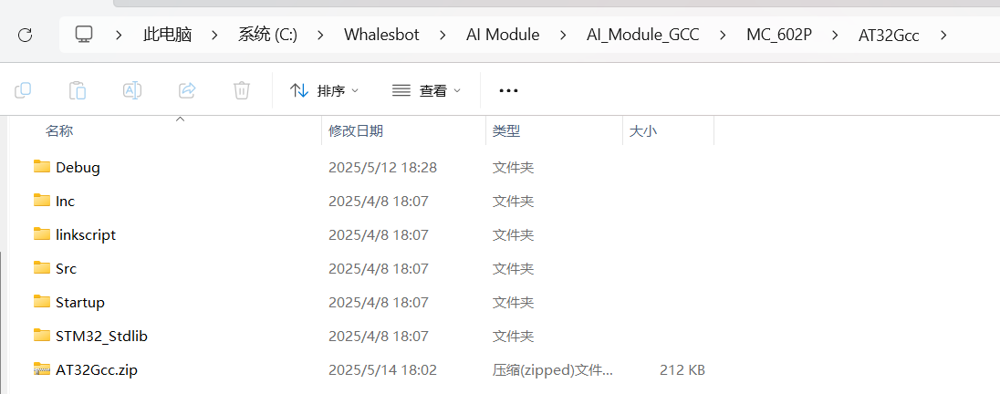 此电脑 > 系统 (C:) > Whalesbot > AI Module > AI_Module_GCC > MC_602P > AT32Gcc >
排序 查看 •••
名称 修改日期 类型 大小
Debug 2025/5/12 18:28 文件夹
Inc 2025/4/8 18:07 文件夹
linkscript 2025/4/8 18:07 文件夹
Src 2025/4/8 18:07 文件夹
Startup 2025/4/8 18:07 文件夹
STM32_Stdlib 2025/4/8 18:07 文件夹
AT32Gcc.zip 2025/5/14 18:02 压缩(zipped)文件... 212 KB